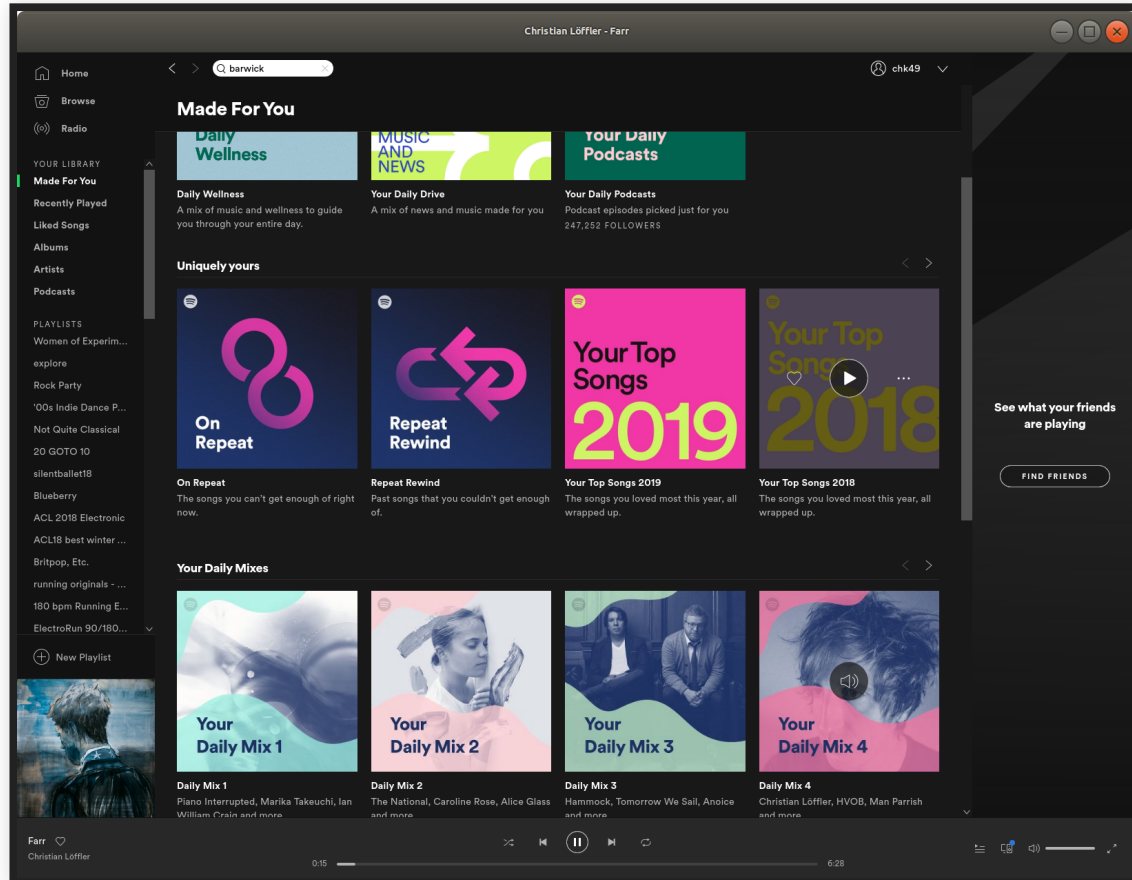 Christian Löffler - Farr
Home
Browse
Radio
YOUR LIBRARY
Made For You
Recently Played
Liked Songs
Albums
Artists
Podcasts
PLAYLISTS
Women of Experim...
explore
Rock Party
'00s Indie Dance P...
Not Quite Classical
20 GOTO 10
silentballet18
Blueberry
ACL 2018 Electronic
ACL18 best winter ...
Britpop, Etc.
running originals - ...
180 bpm Running E...
ElectroRun 90/180...
New Playlist
barwick
chk49
Made For You
Daily
Wellness
MUSIC
AND
NEWS
Your Daily
Podcasts
Daily Wellness
A mix of music and wellness to guide
you through your entire day.
Your Daily Drive
A mix of news and music made for you
Your Daily Podcasts
Podcast episodes picked just for you
247,252 FOLLOWERS
Uniquely yours
On
Repeat
Repeat
Rewind
Your Top
Songs
2019
Your Top
Songs
2018
On Repeat
The songs you can't get enough of right
now.
Repeat Rewind
Past songs that you couldn't get enough
of.
Your Top Songs 2019
The songs you loved most this year, all
wrapped up.
Your Top Songs 2018
The songs you loved most this year, all
wrapped up.
Your Daily Mixes
Your
Daily Mix 1
Your
Daily Mix 2
Your
Daily Mix 3
Your
Daily Mix 4
Daily Mix 1
Piano Interrupted, Marika Takeuchi, Ian
William Craig and more
Daily Mix 2
The National, Caroline Rose, Alice Glass
and more
Daily Mix 3
Hammock, Tomorrow We Sail, Anoice
and more
Daily Mix 4
Christian Löffler, HVOB, Man Parrish
and more
See what your friends
are playing
FIND FRIENDS
Farr
Christian Löffler
0:15
6:28